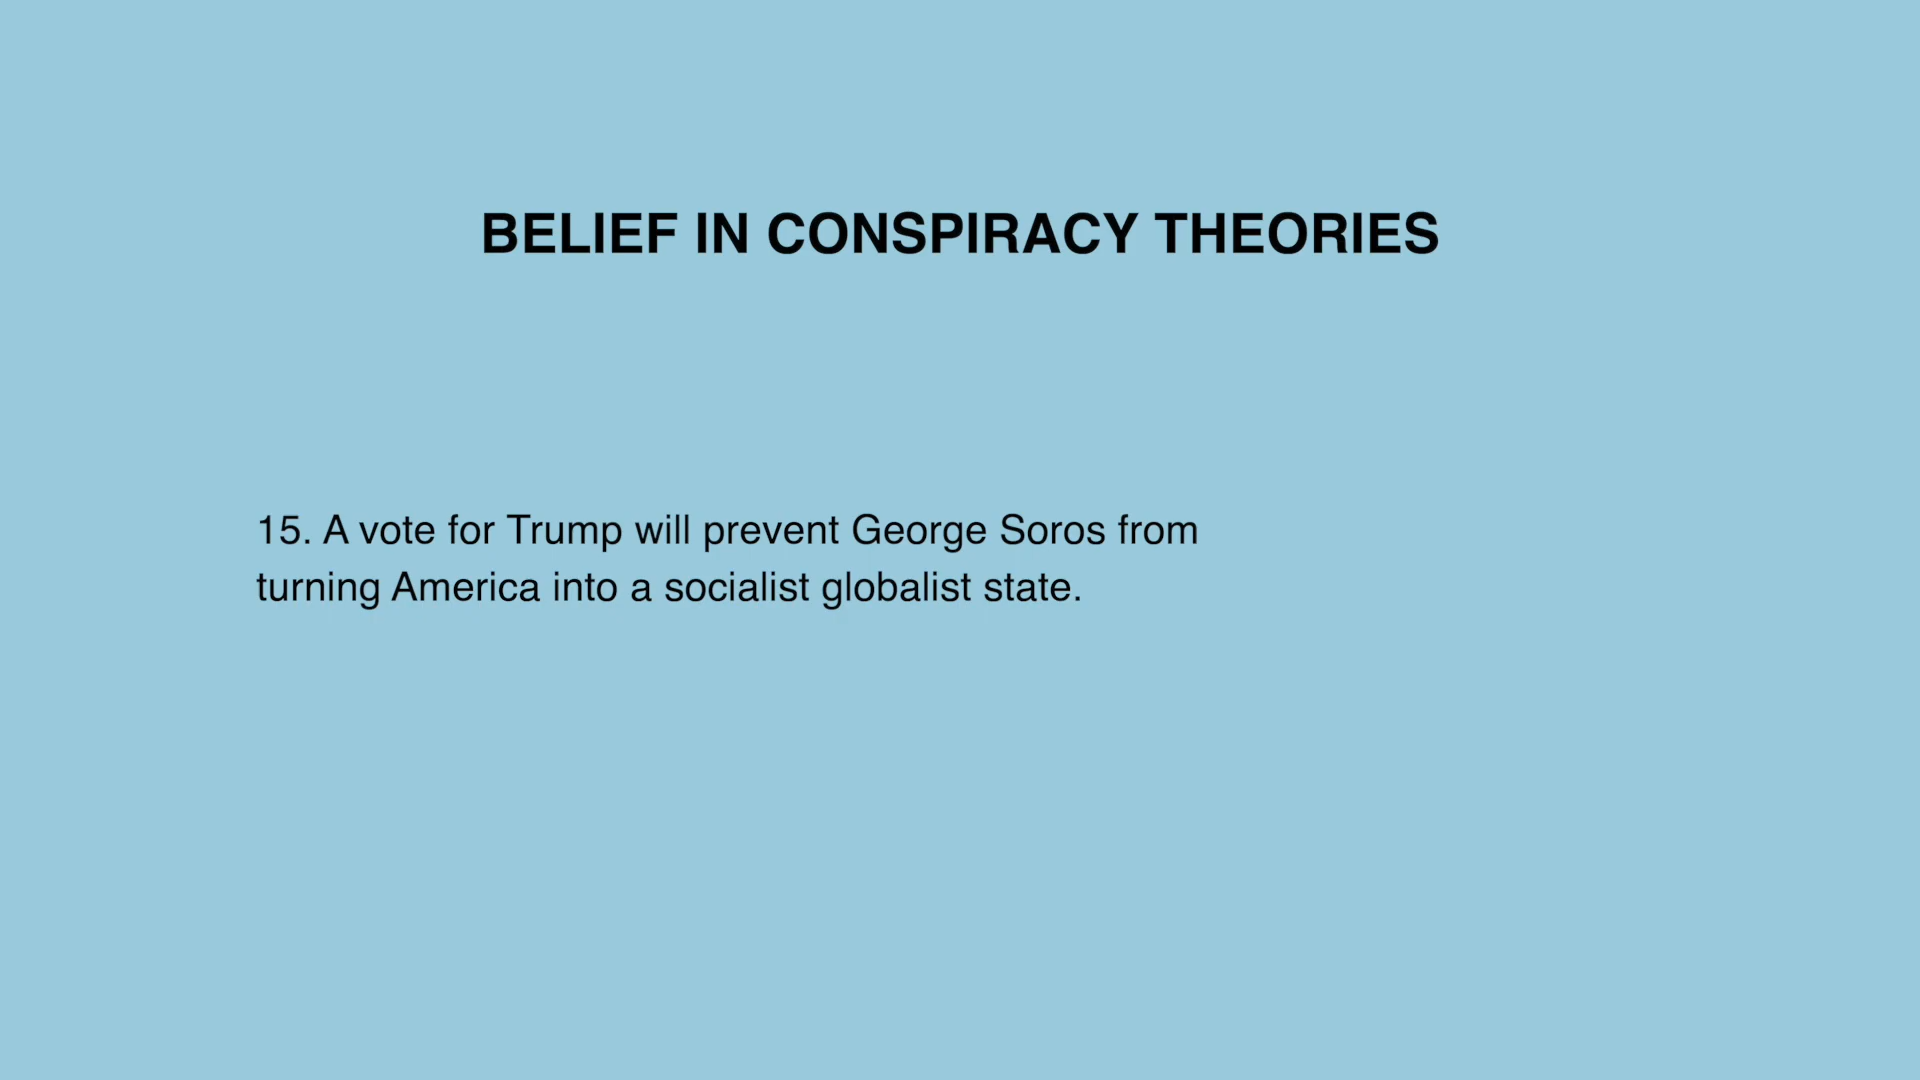 BELIEF IN CONSPIRACY THEORIES
15. A vote for Trump will prevent George Soros from
turning America into a socialist globalist state.